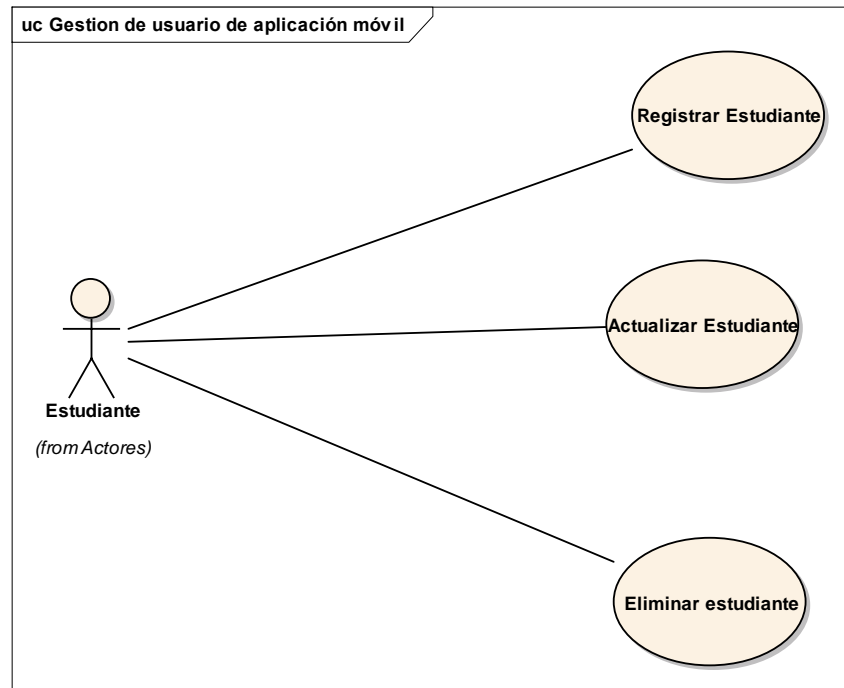 uc Gestion de usuario de aplicación móvil
Registrar Estudiante
Actualizar Estudiante
Estudiante
(from Actores)
Eliminar estudiante